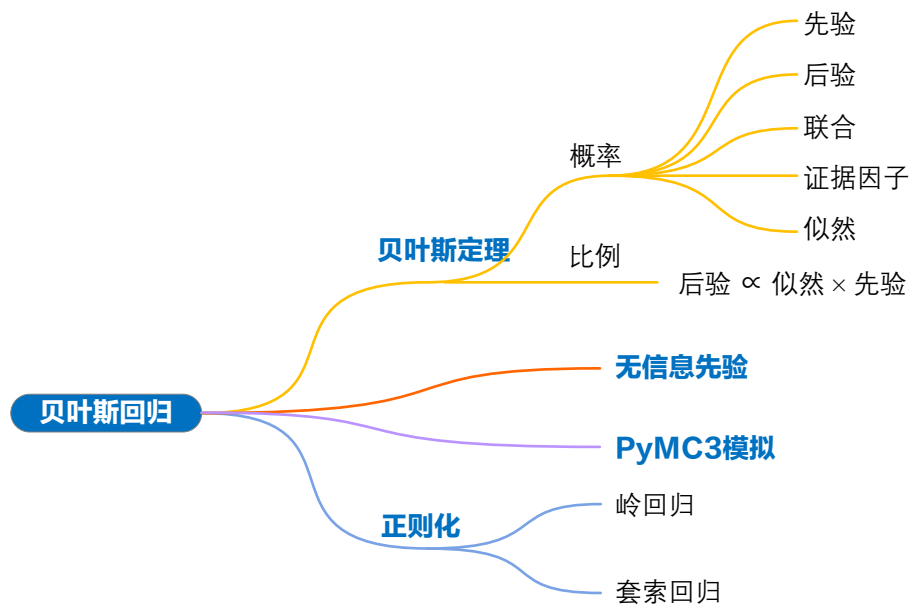 先验
后验
联合
概率
证据因子
似然
贝叶斯定理
比例
后验 ∝ 似然 × 先验
无信息先验
贝叶斯回归
PyMC3模拟
岭回归
正则化
套索回归